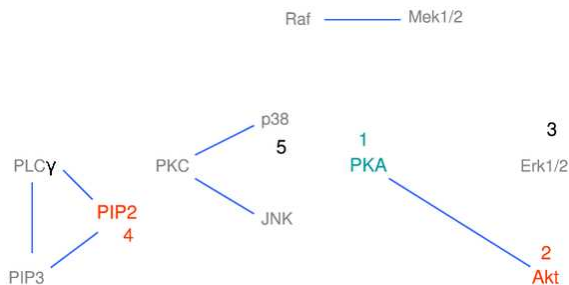 Raf Mek1/2
p38
5
1
3
PLCγ PKC PKA Erk1/2
PIP2
4
JNK
2
PIP3 Akt